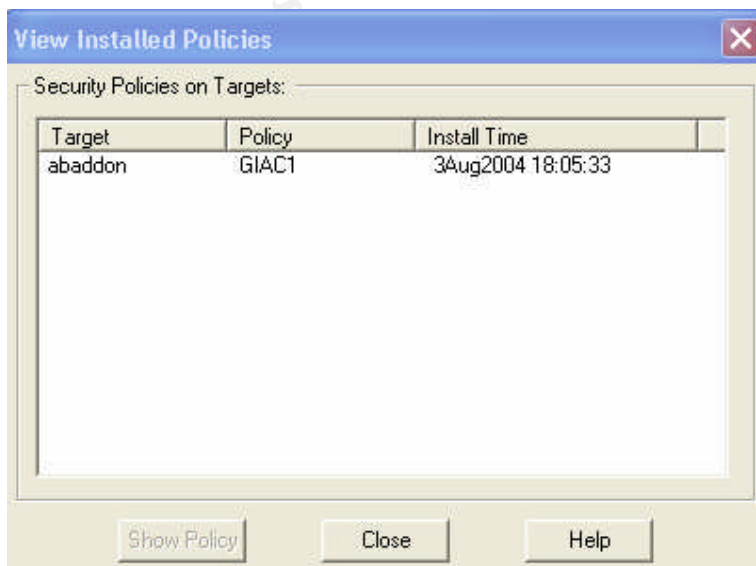 View Installed Policies
Security Policies on Targets:
Target Policy Install Time
abaddon GIAC1 3Aug2004 18:05:33
Show Policy Close Help